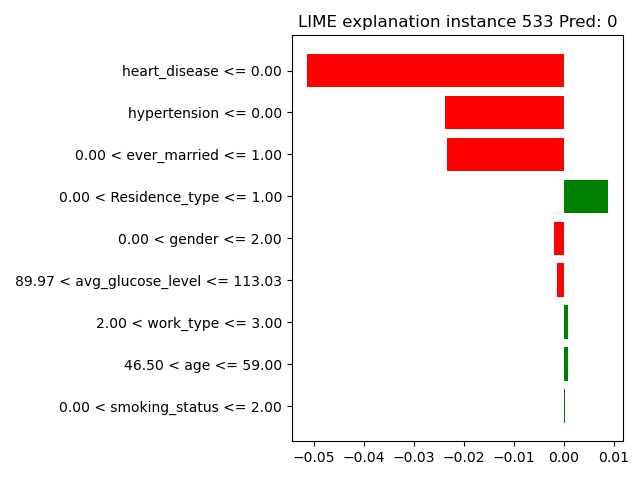 LIME explanation instance 533 Pred: 0
heart_disease <= 0.00
hypertension <= 0.00
0.00 < ever_married <= 1.00
0.00 < Residence_type <= 1.00
0.00 < gender <= 2.00
89.97 < avg_glucose_level <= 113.03
2.00 < work_type <= 3.00
46.50 < age <= 59.00
0.00 < smoking_status <= 2.00
−0.05 −0.04 −0.03 −0.02 −0.01 0.00 0.01